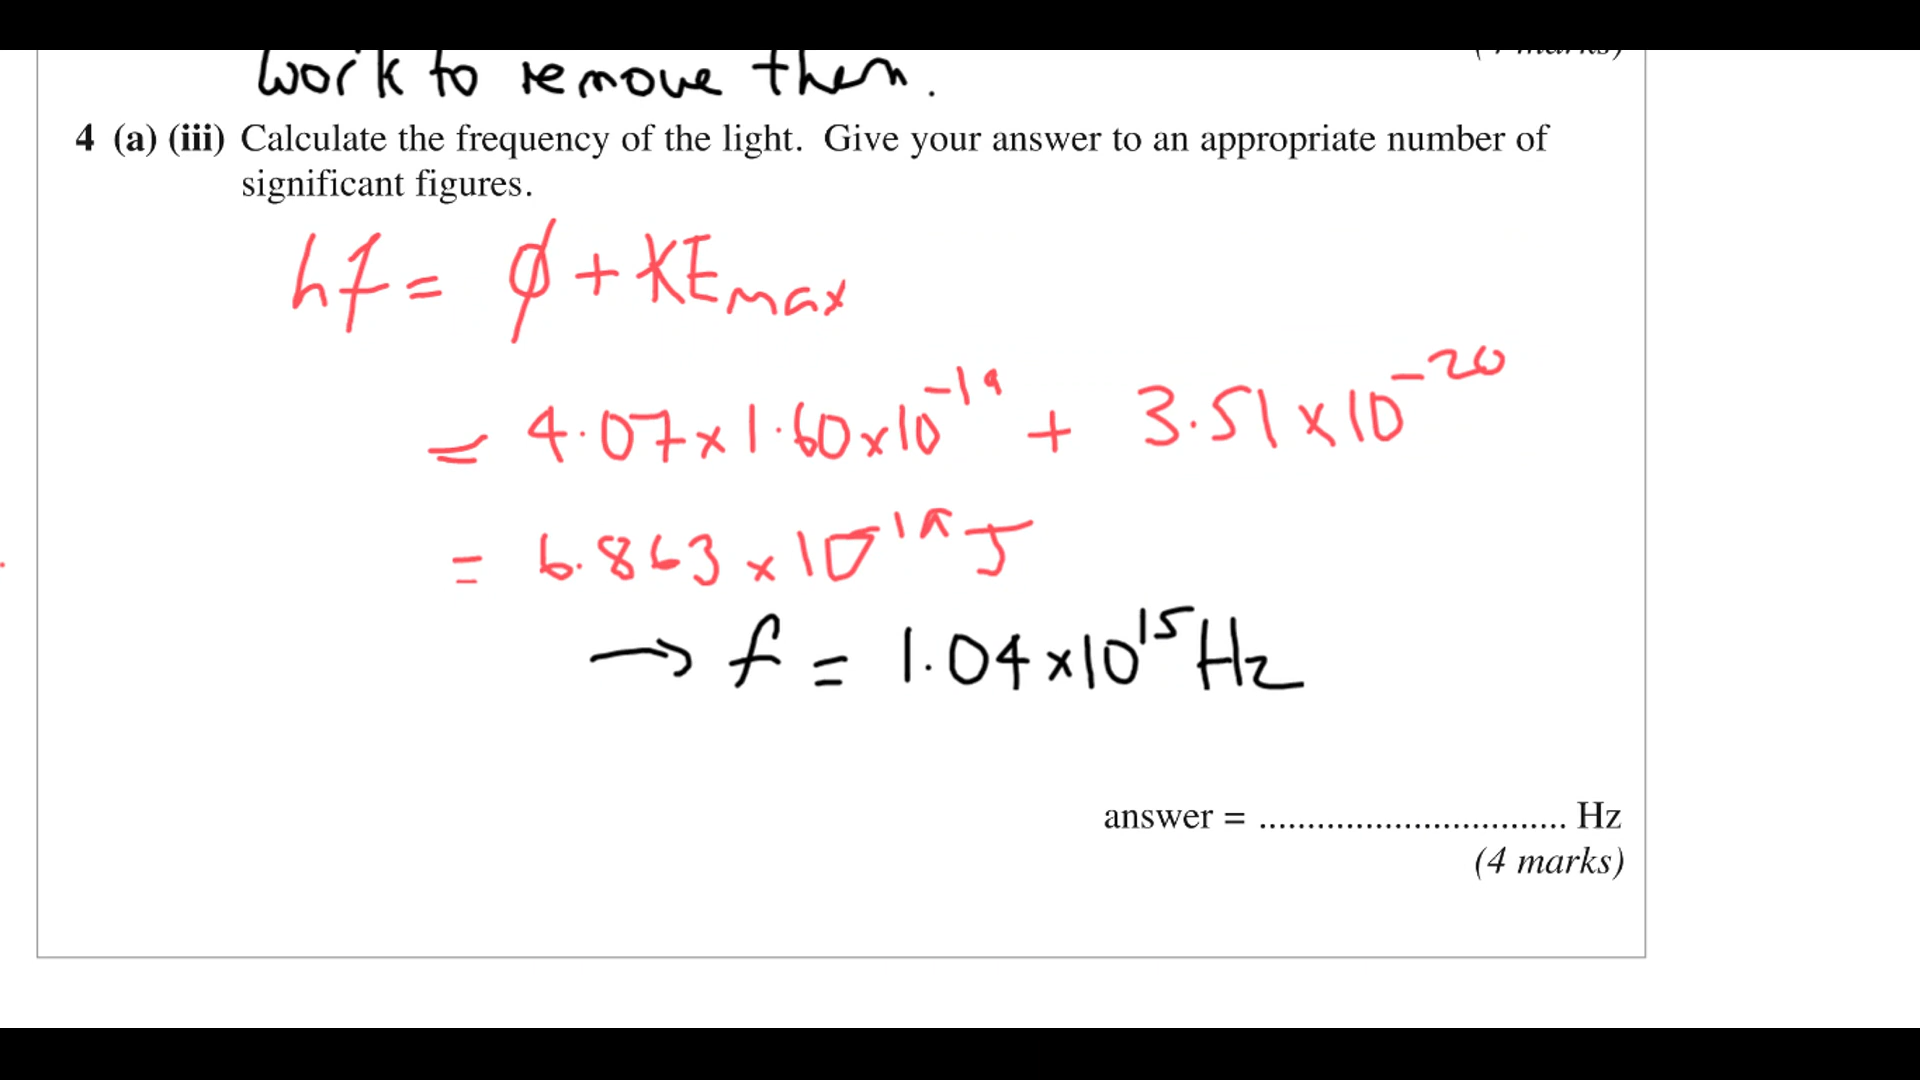 work to remove them.
4 (a) (iii) Calculate the frequency of the light. Give your answer to an appropriate number of
significant figures.
hf = ϕ + KEmax
= 4.07 × 1.60 × 10⁻¹⁹ + 3.51 × 10⁻²⁰
= 6.863 × 10⁻¹⁹ J
→ f = 1.04 × 10¹⁵ Hz
answer = ................................ Hz
(4 marks)